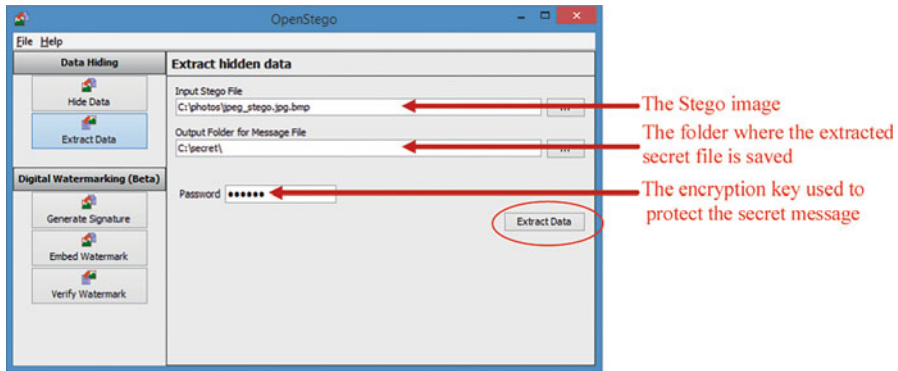 OpenStego
File Help
Data Hiding
Hide Data
Extract Data
Digital Watermarking (Beta)
Generate Signature
Embed Watermark
Verify Watermark
Extract hidden data
Input Stego File
C:\photos\jpeg_stego.jpg.bmp
...
Output Folder for Message File
C:\secret\
...
Password ●●●●●●
Extract Data
The Stego image
The folder where the extracted
secret file is saved
The encryption key used to
protect the secret message